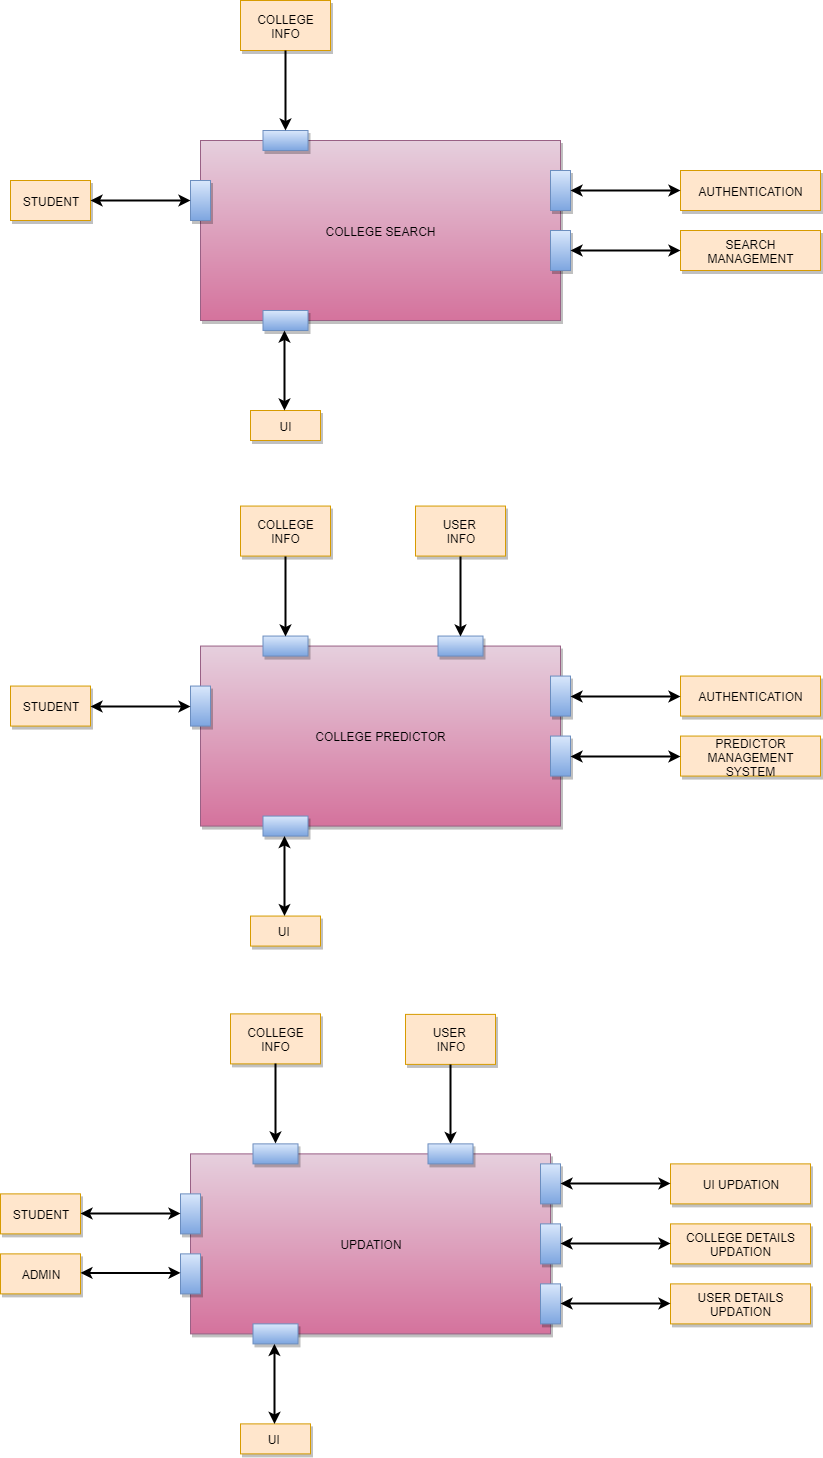 COLLEGE
INFO
STUDENT
COLLEGE SEARCH
AUTHENTICATION
SEARCH
MANAGEMENT
UI
COLLEGE
INFO
USER
INFO
STUDENT
COLLEGE PREDICTOR
AUTHENTICATION
PREDICTOR
MANAGEMENT
SYSTEM
UI
COLLEGE
INFO
USER
INFO
STUDENT
ADMIN
UPDATION
UI UPDATION
COLLEGE DETAILS
UPDATION
USER DETAILS
UPDATION
UI